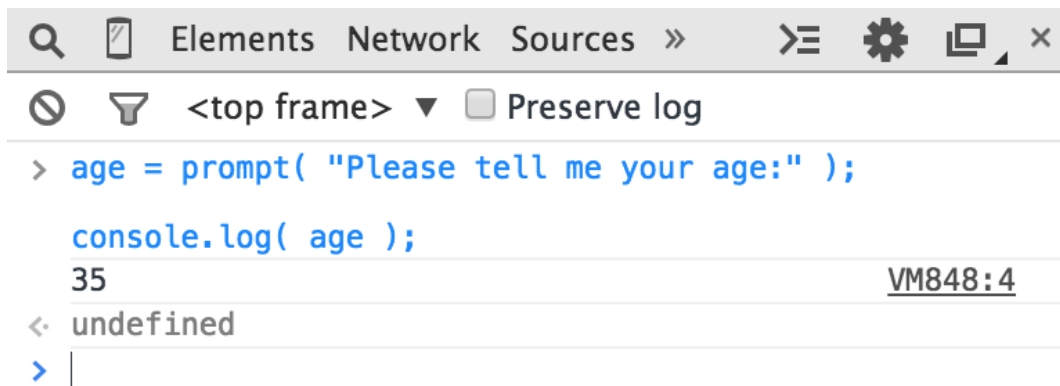 Elements Network Sources »
<top frame> ▼ Preserve log
> age = prompt( "Please tell me your age:" );
console.log( age );
35 VM848:4
undefined
>